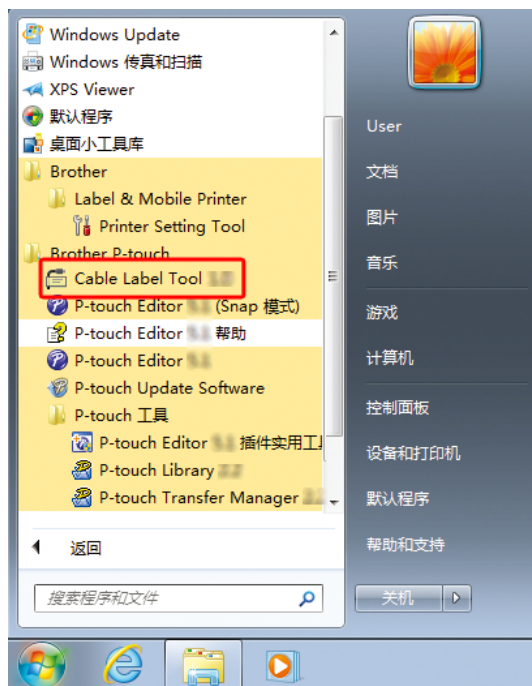 Windows Update
Windows 传真和扫描
XPS Viewer
默认程序
桌面小工具库
Brother
Label & Mobile Printer
Printer Setting Tool
Brother P-touch
Cable Label Tool
P-touch Editor (Snap 模式)
P-touch Editor 帮助
P-touch Editor
P-touch Update Software
P-touch 工具
P-touch Editor 插件实用工
P-touch Library
P-touch Transfer Manager
返回
搜索程序和文件
User
文档
图片
音乐
游戏
计算机
控制面板
设备和打印机
默认程序
帮助和支持
关机